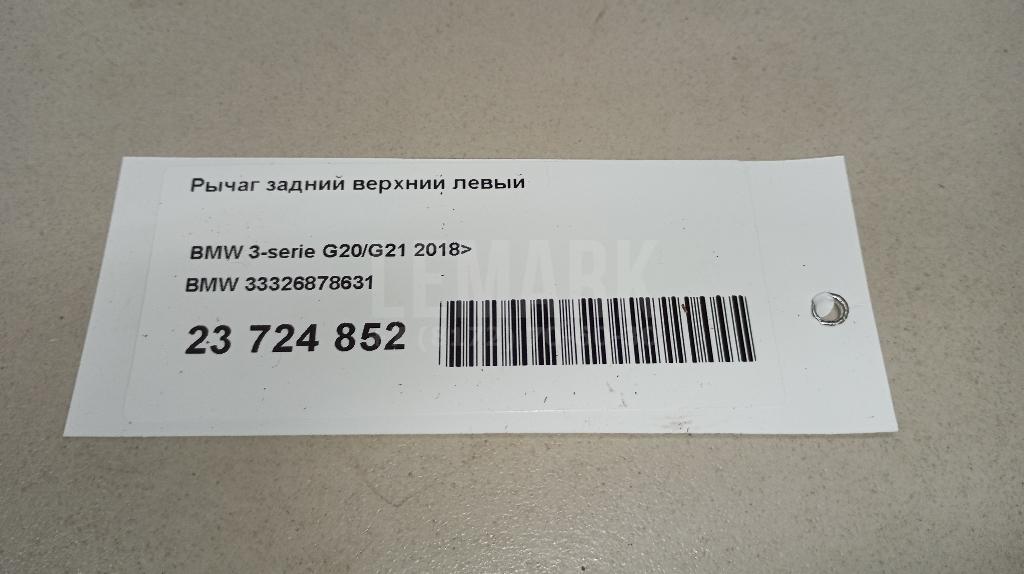 Рычаг задний верхний левый
BMW 3-serie G20/G21 2018>
BMW 33326878631
LEMARK
23 724 852